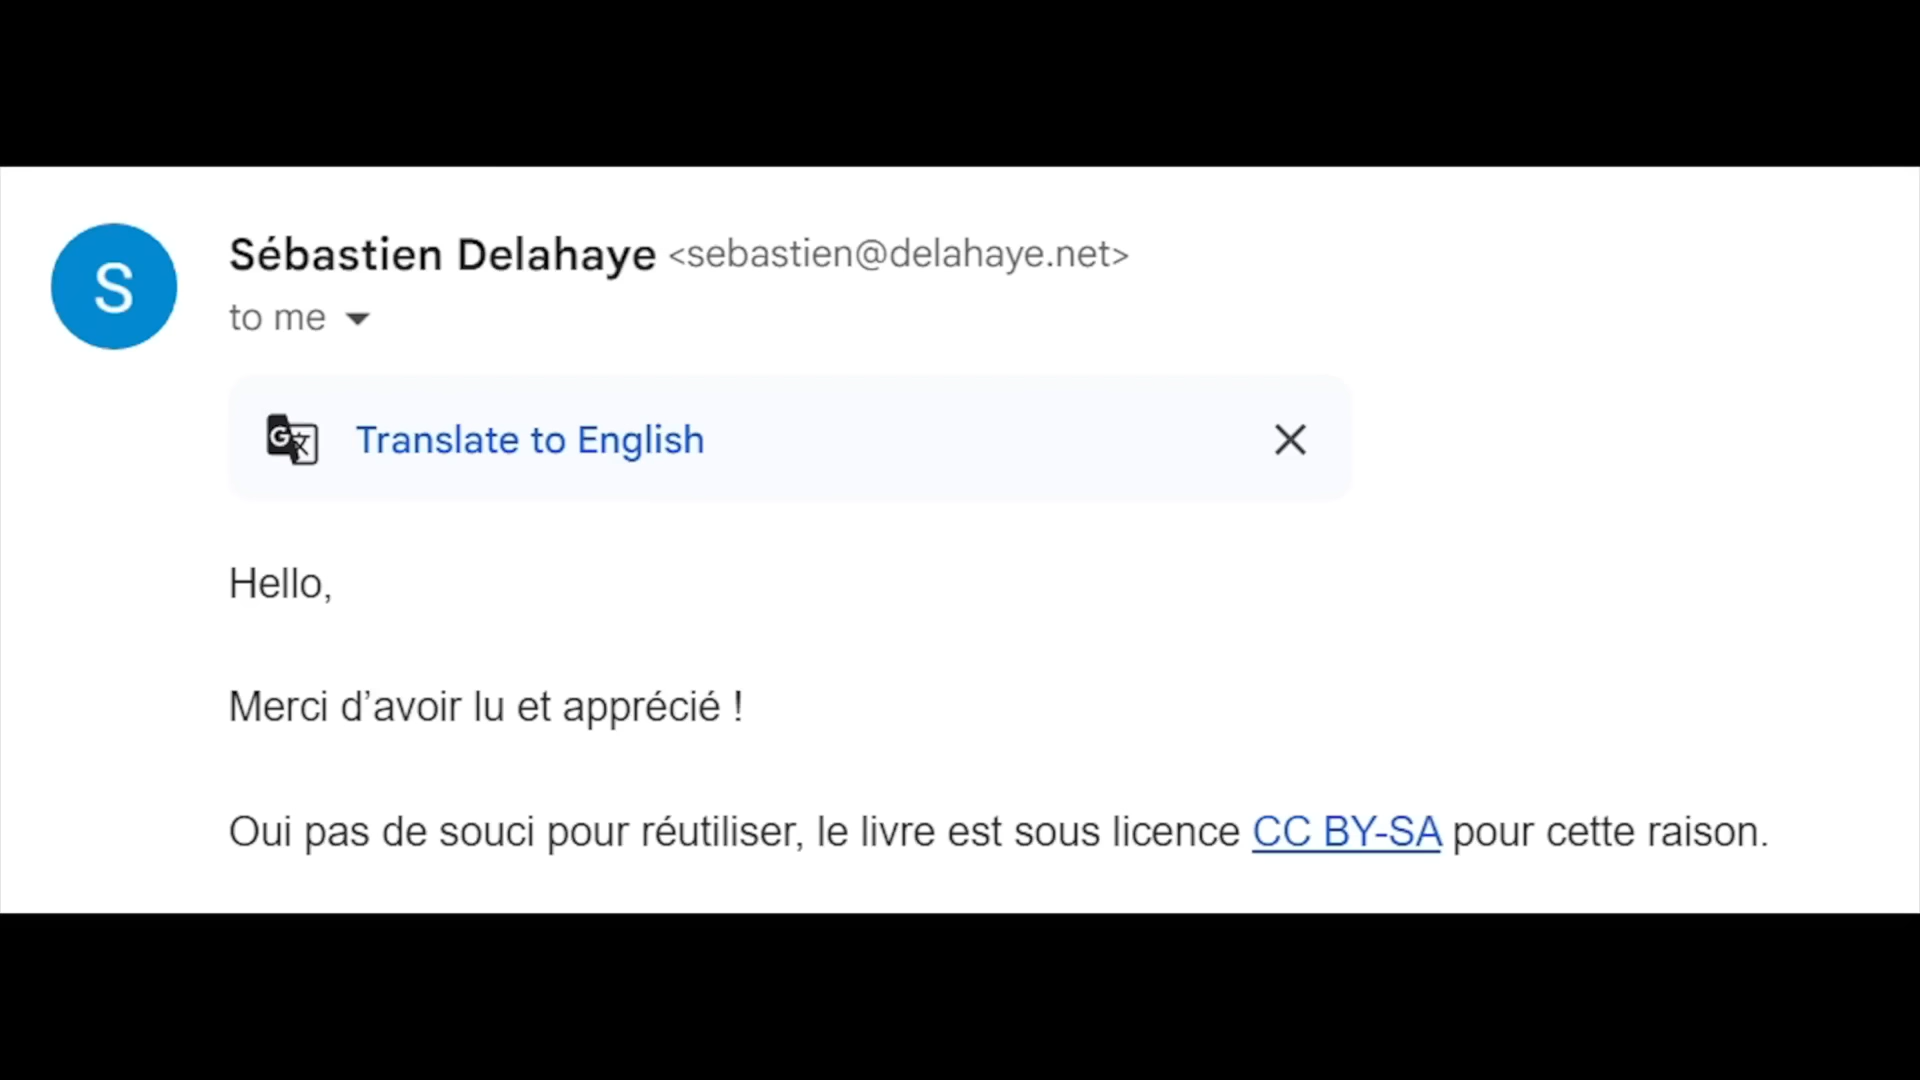 S
Sébastien Delahaye <sebastien@delahaye.net>
to me
Translate to English
Hello,
Merci d’avoir lu et apprécié !
Oui pas de souci pour réutiliser, le livre est sous licence CC BY-SA pour cette raison.